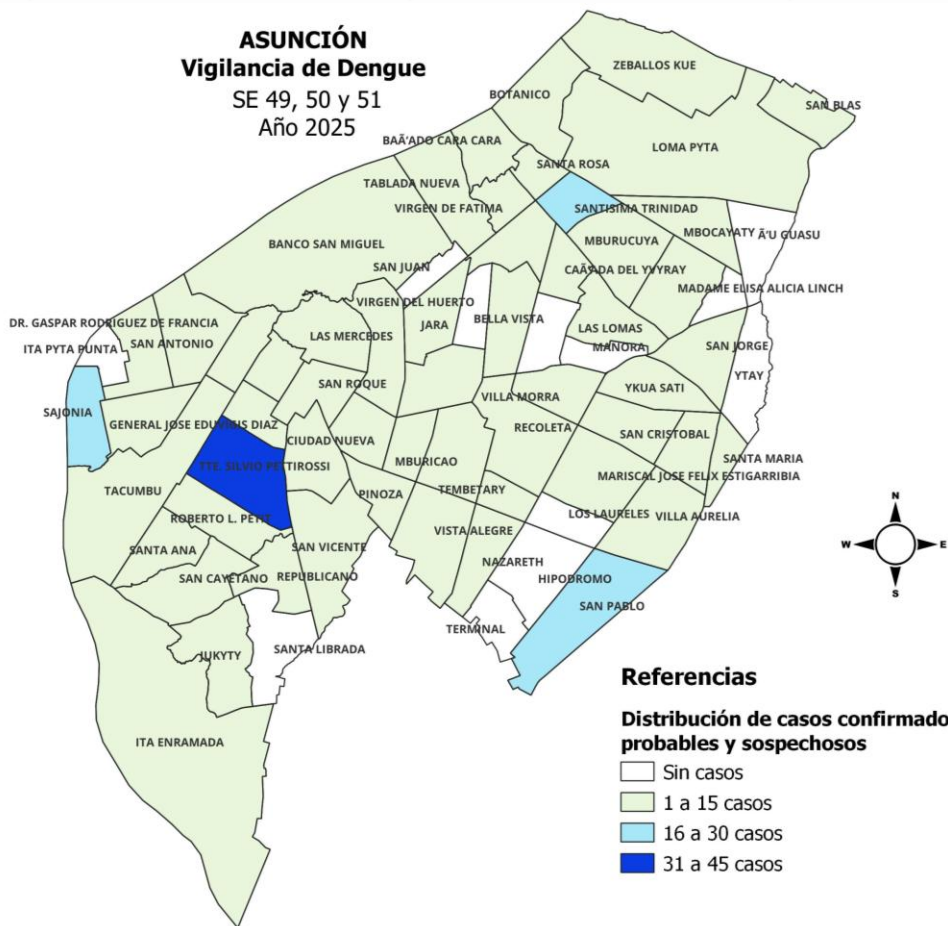 ASUNCIÓN
Vigilancia de Dengue
SE 49, 50 y 51
Año 2025
ZEBALLOS KUE
BOTANICO
SAN BLAS
BAÃ'ADO CARA CARA
LOMA PYTA
SANTA ROSA
TABLADA NUEVA
VIRGEN DE FATIMA
SANTISIMA TRINIDAD
MBOCAYATY
Ã'U GUASU
BANCO SAN MIGUEL
MBURUCUYA
SAN JUAN
CAÃ'ADA DEL YVYRAY
MADAME ELISA ALICIA LINCH
VIRGEN DEL HUERTO
DR. GASPAR RODRIGUEZ DE FRANCIA
JARA
BELLA VISTA
LAS LOMAS
LAS MERCEDES
ITA PYTA PUNTA
SAN ANTONIO
MANORA
SAN JORGE
YTAY
SAN ROQUE
YKUA SATI
VILLA MORRA
SAJONIA
GENERAL JOSE EDUVIGIS DIAZ
RECOLETA
SAN CRISTOBAL
CIUDAD NUEVA
SANTA MARIA
TTE. SILVIO PETTIROSSI
MBURICAO
MARISCAL JOSE FELIX ESTIGARRIBIA
TACUMBU
PINOZA
TEMBETARY
LOS LAURELES
VILLA AURELIA
ROBERTO L. PETIT
VISTA ALEGRE
SANTA ANA
SAN VICENTE
NAZARETH
SAN CAYETANO
REPUBLICANO
HIPODROMO
SAN PABLO
TERMINAL
SANTA LIBRADA
JUKYTY
ITA ENRAMADA
N
W
E
S
Referencias
Distribución de casos confirmado
probables y sospechosos
Sin casos
1 a 15 casos
16 a 30 casos
31 a 45 casos